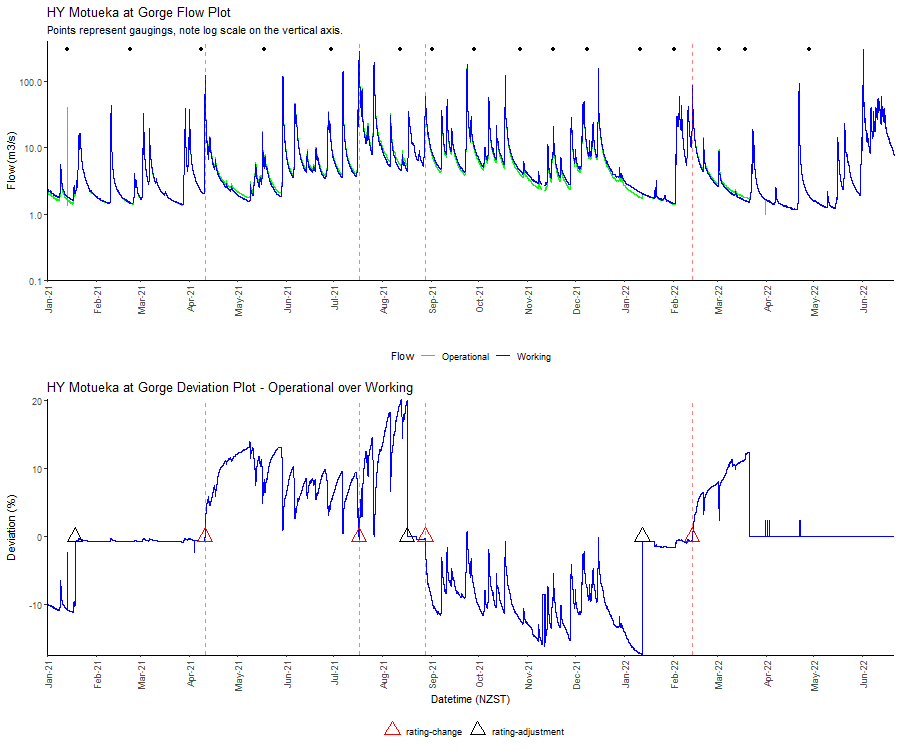 HY Motueka at Gorge Flow Plot
Points represent gaugings, note log scale on the vertical axis.
Flow (m3/s)
100.0
10.0
1.0
0.1
Jan-21
Feb-21
Mar-21
Apr-21
May-21
Jun-21
Jul-21
Aug-21
Sep-21
Oct-21
Nov-21
Dec-21
Jan-22
Feb-22
Mar-22
Apr-22
May-22
Jun-22
Flow Operational Working
HY Motueka at Gorge Deviation Plot - Operational over Working
Deviation (%)
20
10
0
-10
Jan-21
Feb-21
Mar-21
Apr-21
May-21
Jun-21
Jul-21
Aug-21
Sep-21
Oct-21
Nov-21
Dec-21
Jan-22
Feb-22
Mar-22
Apr-22
May-22
Jun-22
Datetime (NZST)
rating-change rating-adjustment